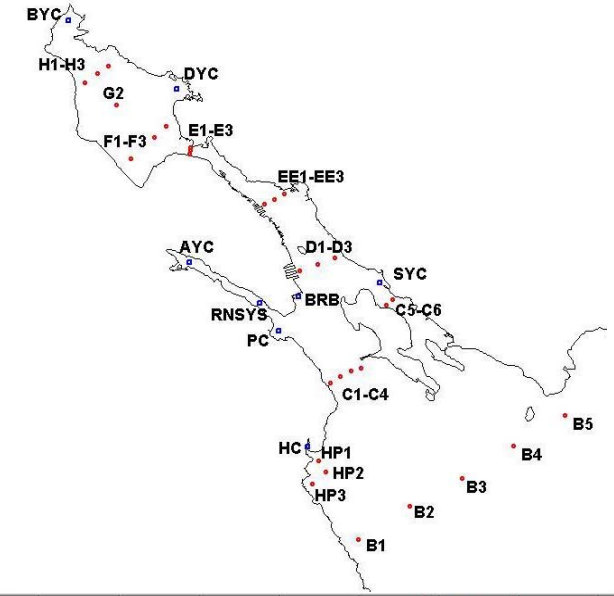 BYC
H1-H3
DYC
G2
E1-E3
F1-F3
EE1-EE3
AYC
D1-D3
SYC
BRB
RNSYS
C5-C6
PC
C1-C4
B5
HC
HP1
B4
HP2
B3
HP3
B2
B1